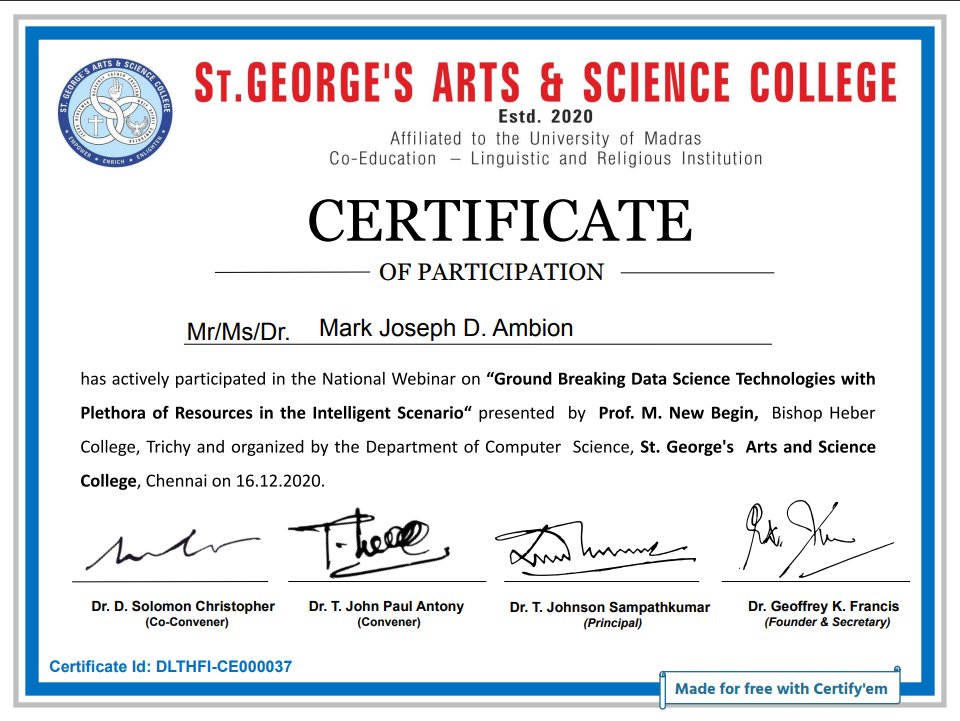 ST. GEORGE'S ARTS & SCIENCE COLLEGE
EMPOWER ★ ENRICH ★ ENLIGHTEN
ST.GEORGE'S ARTS & SCIENCE COLLEGE
Estd. 2020
Affiliated to the University of Madras
Co-Education – Linguistic and Religious Institution
CERTIFICATE
OF PARTICIPATION
Mr/Ms/Dr. Mark Joseph D. Ambion
has actively participated in the National Webinar on “Ground Breaking Data Science Technologies with
Plethora of Resources in the Intelligent Scenario“ presented by Prof. M. New Begin, Bishop Heber
College, Trichy and organized by the Department of Computer Science, St. George's Arts and Science
College, Chennai on 16.12.2020.
Dr. D. Solomon Christopher
(Co-Convener)
Dr. T. John Paul Antony
(Convener)
Dr. T. Johnson Sampathkumar
(Principal)
Dr. Geoffrey K. Francis
(Founder & Secretary)
Certificate Id: DLTHFI-CE000037
Made for free with Certify'em